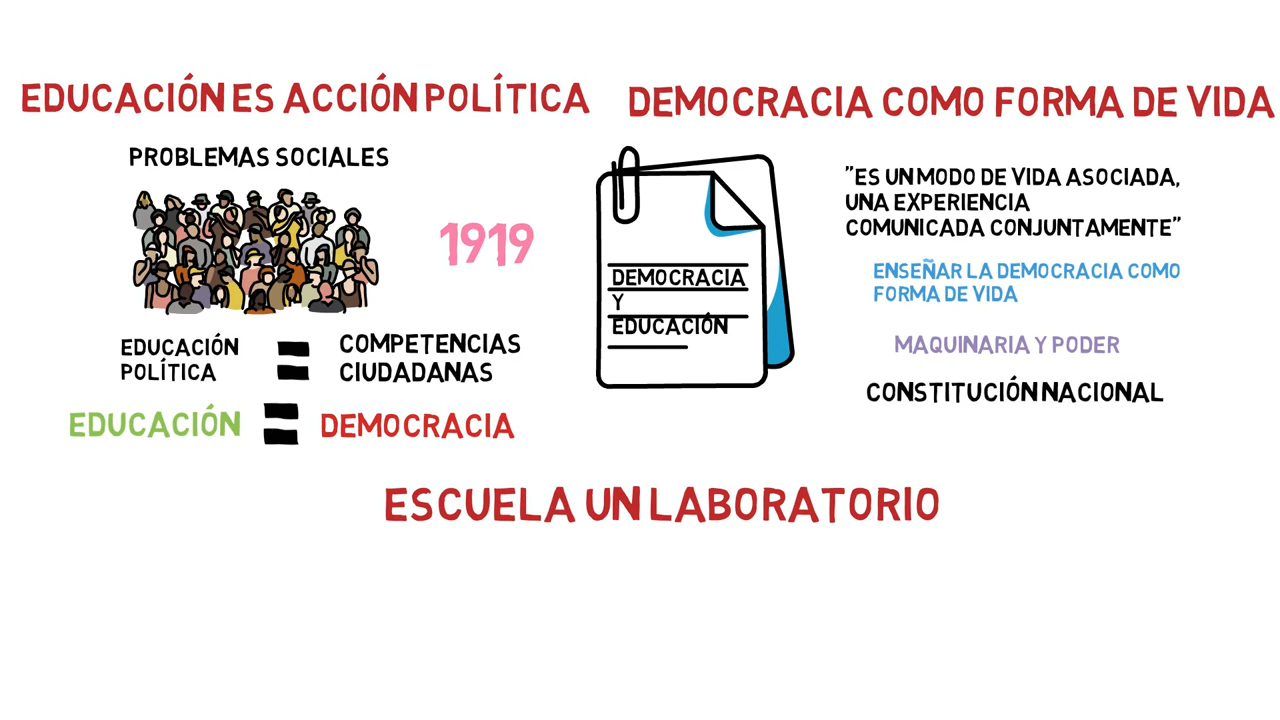 EDUCACIÓN ES ACCIÓN POLÍTICA
PROBLEMAS SOCIALES
1919
EDUCACIÓN
POLÍTICA
=
COMPETENCIAS
CIUDADANAS
EDUCACIÓN = DEMOCRACIA
DEMOCRACIA COMO FORMA DE VIDA
DEMOCRACIA
Y
EDUCACIÓN
"ES UN MODO DE VIDA ASOCIADA,
UNA EXPERIENCIA
COMUNICADA CONJUNTAMENTE"
ENSEÑAR LA DEMOCRACIA COMO
FORMA DE VIDA
MAQUINARIA Y PODER
CONSTITUCIÓN NACIONAL
ESCUELA UN LABORATORIO